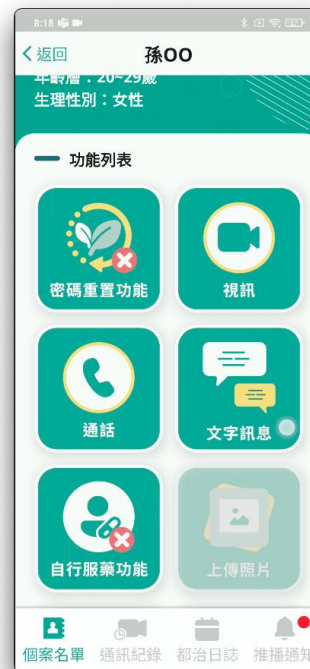 8:18
返回
孫OO
年齡層：20~29歲
生理性別：女性
功能列表
密碼重置功能
視訊
通話
文字訊息
自行服藥功能
上傳照片
個案名單
通訊紀錄
都治日誌
推播通知